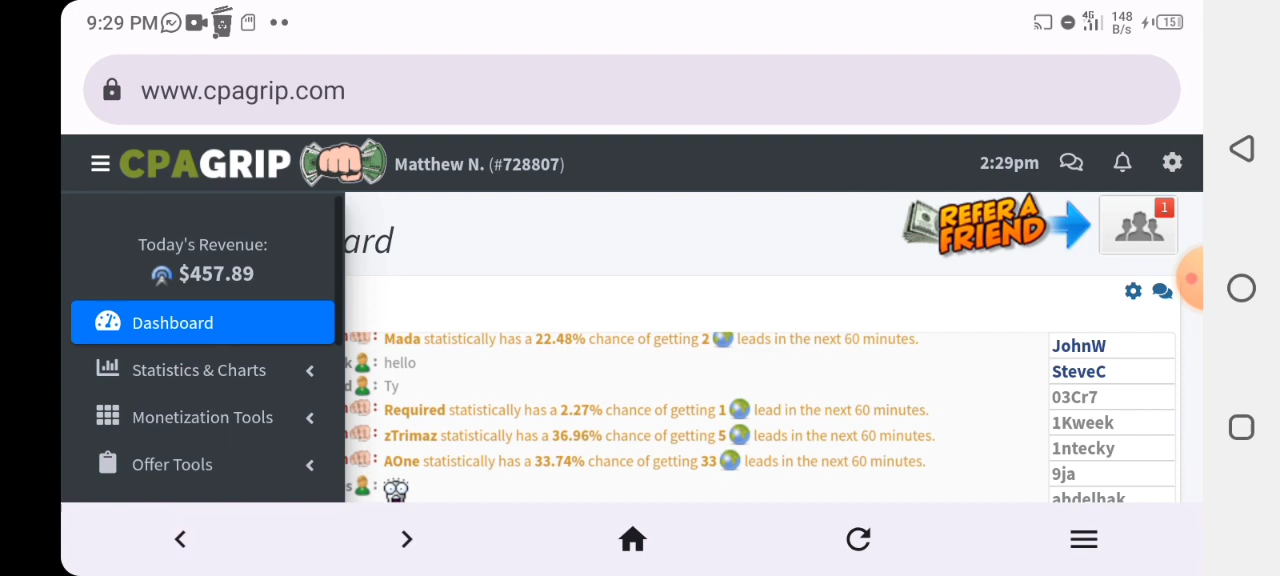 9:29 PM
4G
148
B/s
15
www.cpagrip.com
CPAGRIP Matthew N. (#728807)
2:29pm
Today's Revenue:
$457.89
Dashboard
Statistics & Charts
Monetization Tools
Offer Tools
ard
REFER A
FRIEND
1
Mada statistically has a 22.48% chance of getting 2 leads in the next 60 minutes.
k : hello
d : Ty
Required statistically has a 2.27% chance of getting 1 lead in the next 60 minutes.
zTrimaz statistically has a 36.96% chance of getting 5 leads in the next 60 minutes.
AOne statistically has a 33.74% chance of getting 33 leads in the next 60 minutes.
s :
JohnW
SteveC
03Cr7
1Kweek
1ntecky
9ja
abdelhak